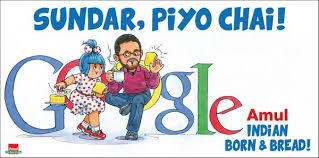 SUNDAR, PiYO CHAi!
Google
Amul
INDiAN
BORN & BREAD!